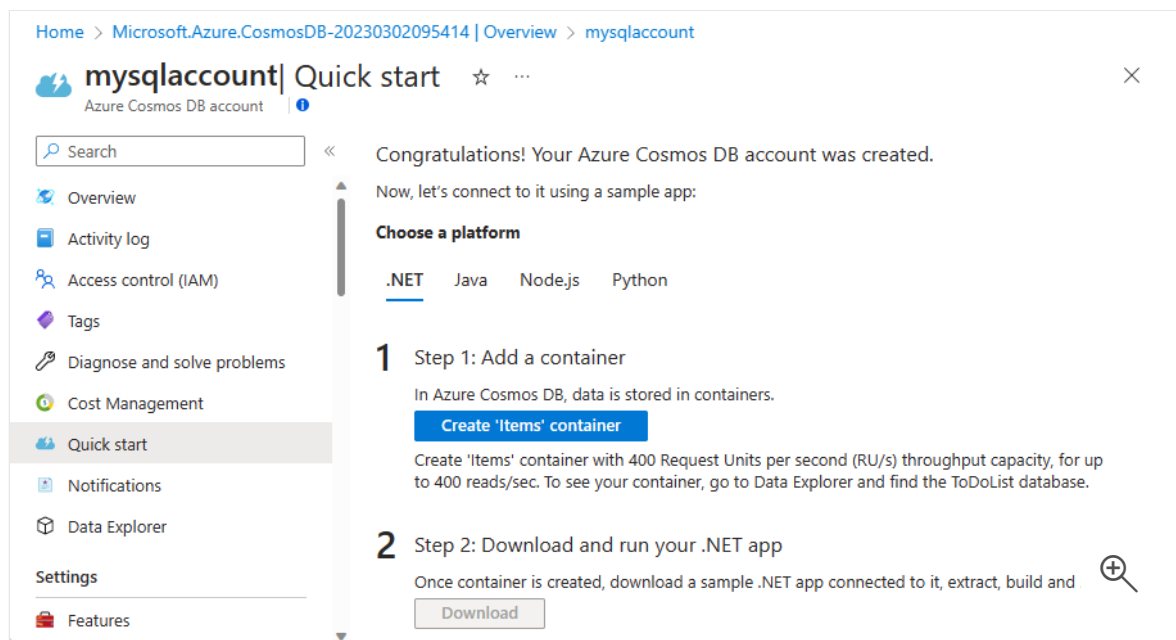 Home > Microsoft.Azure.CosmosDB-20230302095414 | Overview > mysqlaccount
mysqlaccount| Quick start
Azure Cosmos DB account
Search
Overview
Activity log
Access control (IAM)
Tags
Diagnose and solve problems
Cost Management
Quick start
Notifications
Data Explorer
Settings
Features
Congratulations! Your Azure Cosmos DB account was created.
Now, let's connect to it using a sample app:
Choose a platform
.NET Java Node.js Python
1 Step 1: Add a container
In Azure Cosmos DB, data is stored in containers.
Create 'Items' container
Create 'Items' container with 400 Request Units per second (RU/s) throughput capacity, for up
to 400 reads/sec. To see your container, go to Data Explorer and find the ToDoList database.
2 Step 2: Download and run your .NET app
Once container is created, download a sample .NET app connected to it, extract, build and
Download